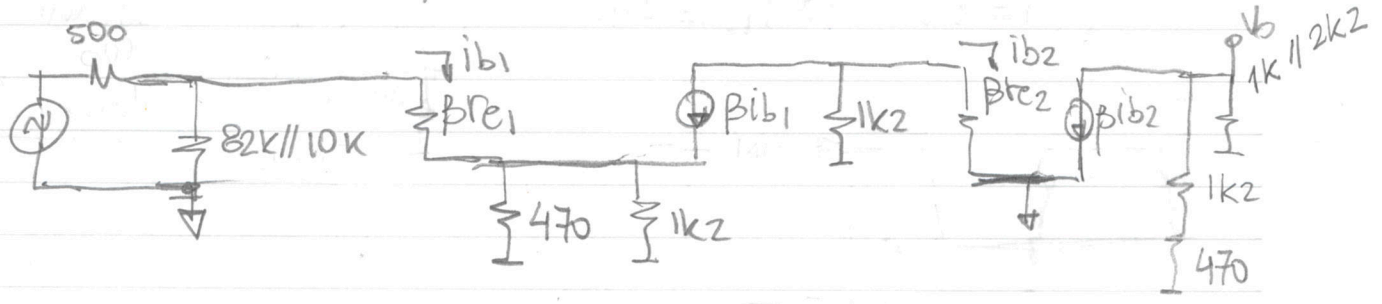 500
82K//10K
ib1
βre1
470
1k2
βib1
1k2
ib2
βre2
βib2
Vo
1K//2k2
1k2
470